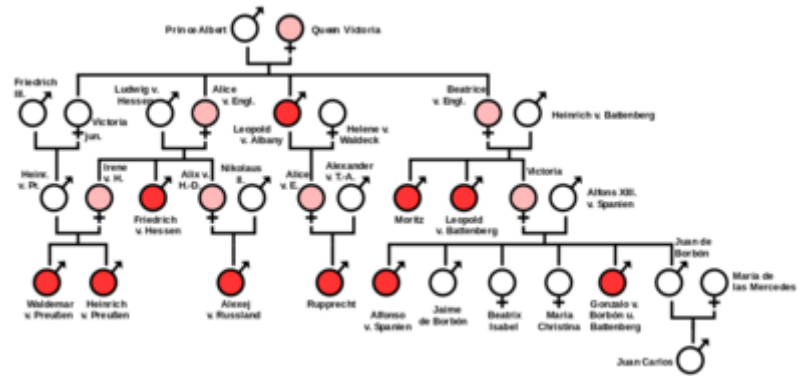 Prince Albert
Queen Victoria
Friedrich
III.
Ludwig v.
Hessen
Alice
v. Engl.
Beatrice
v. Engl.
Victoria
jun.
Leopold
v. Albany
Helene v.
Waldeck
Heinrich v. Battenberg
Heinr.
v. Pr.
Irene
v. H.
Alix v.
H.-D.
Nikolaus
II.
Alice
v. E.
Alexander
v. T.-A.
Victoria
Alfons XIII.
v. Spanien
Friedrich
v. Hessen
Moritz
Leopold
v. Battenberg
Juan de
Borbón
Maria de
las Mercedes
Waldemar
v. Preußen
Heinrich
v. Preußen
Alexej
v. Russland
Rupprecht
Alfonso
v. Spanien
Jaime
de Borbón
Beatrix
Isabel
Maria
Christina
Gonzalo v.
Borbón u.
Battenberg
Juan Carlos